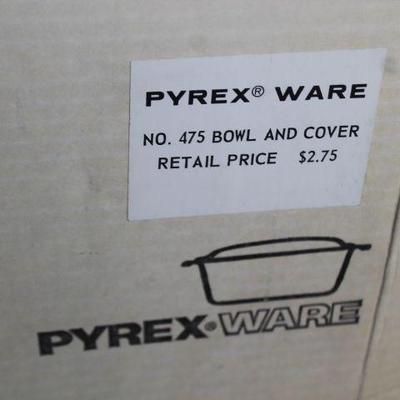 PYREX® WARE
NO. 475 BOWL AND COVER
RETAIL PRICE $2.75
PYREX®WARE